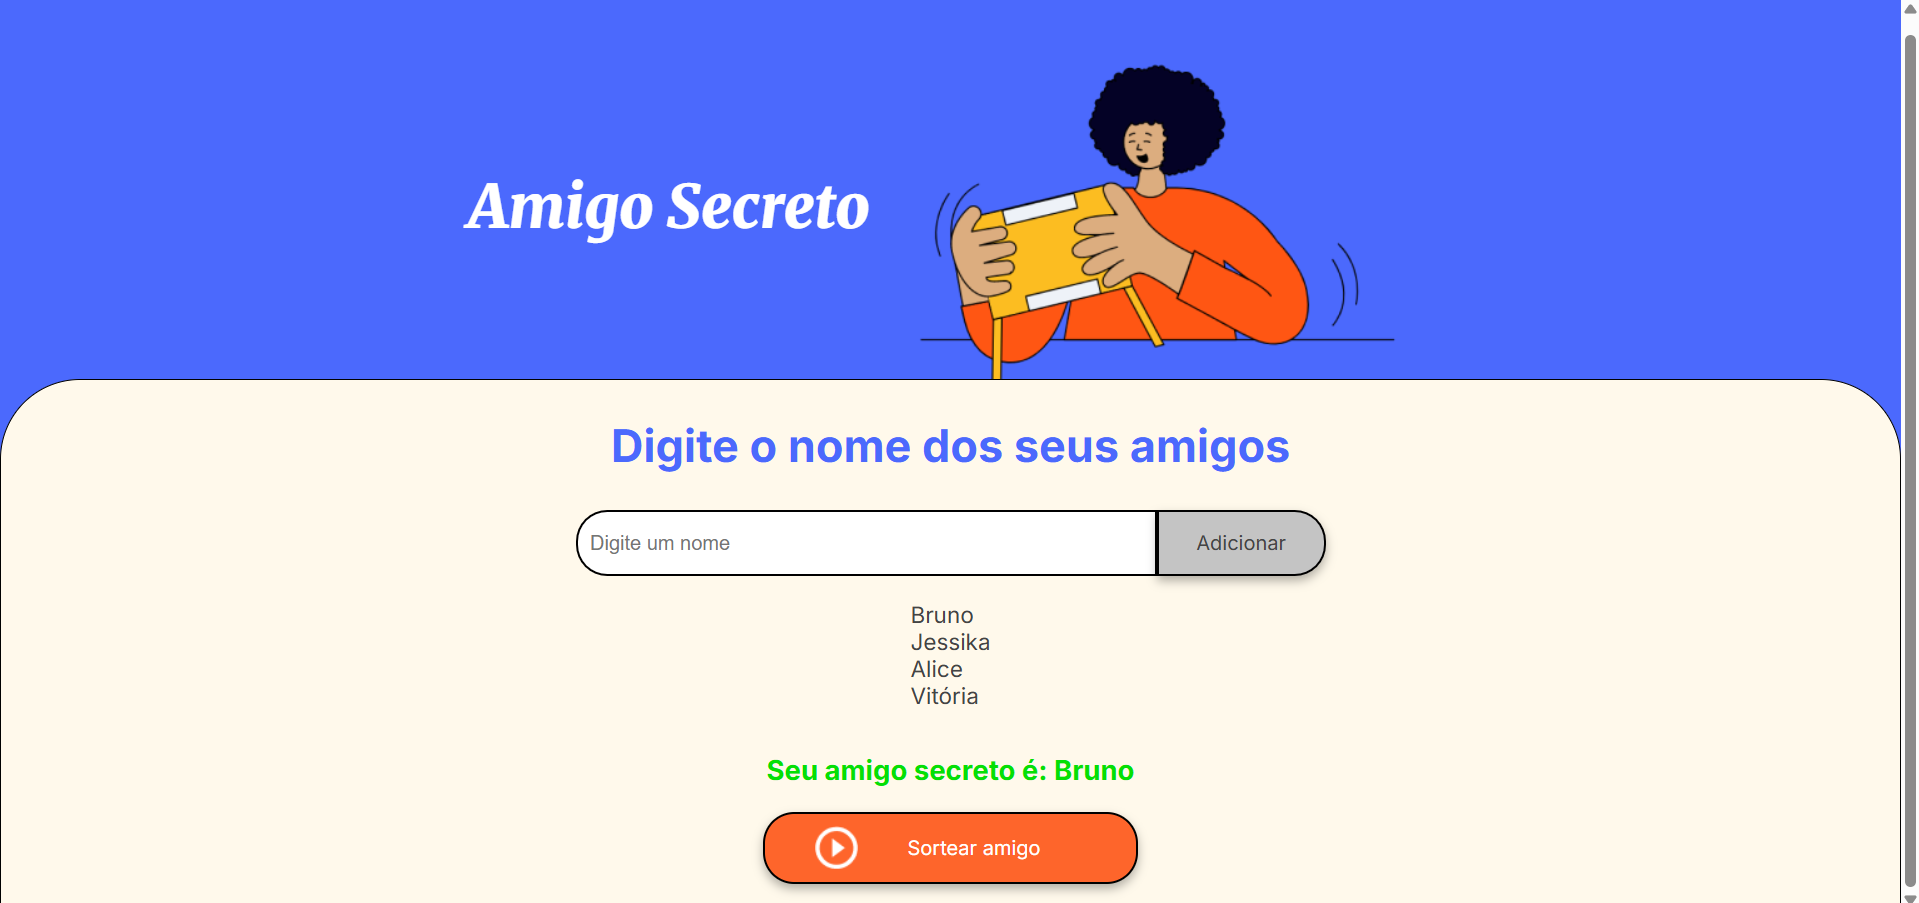 Amigo Secreto
Digite o nome dos seus amigos
Digite um nome
Adicionar
Bruno
Jessika
Alice
Vitória
Seu amigo secreto é: Bruno
Sortear amigo